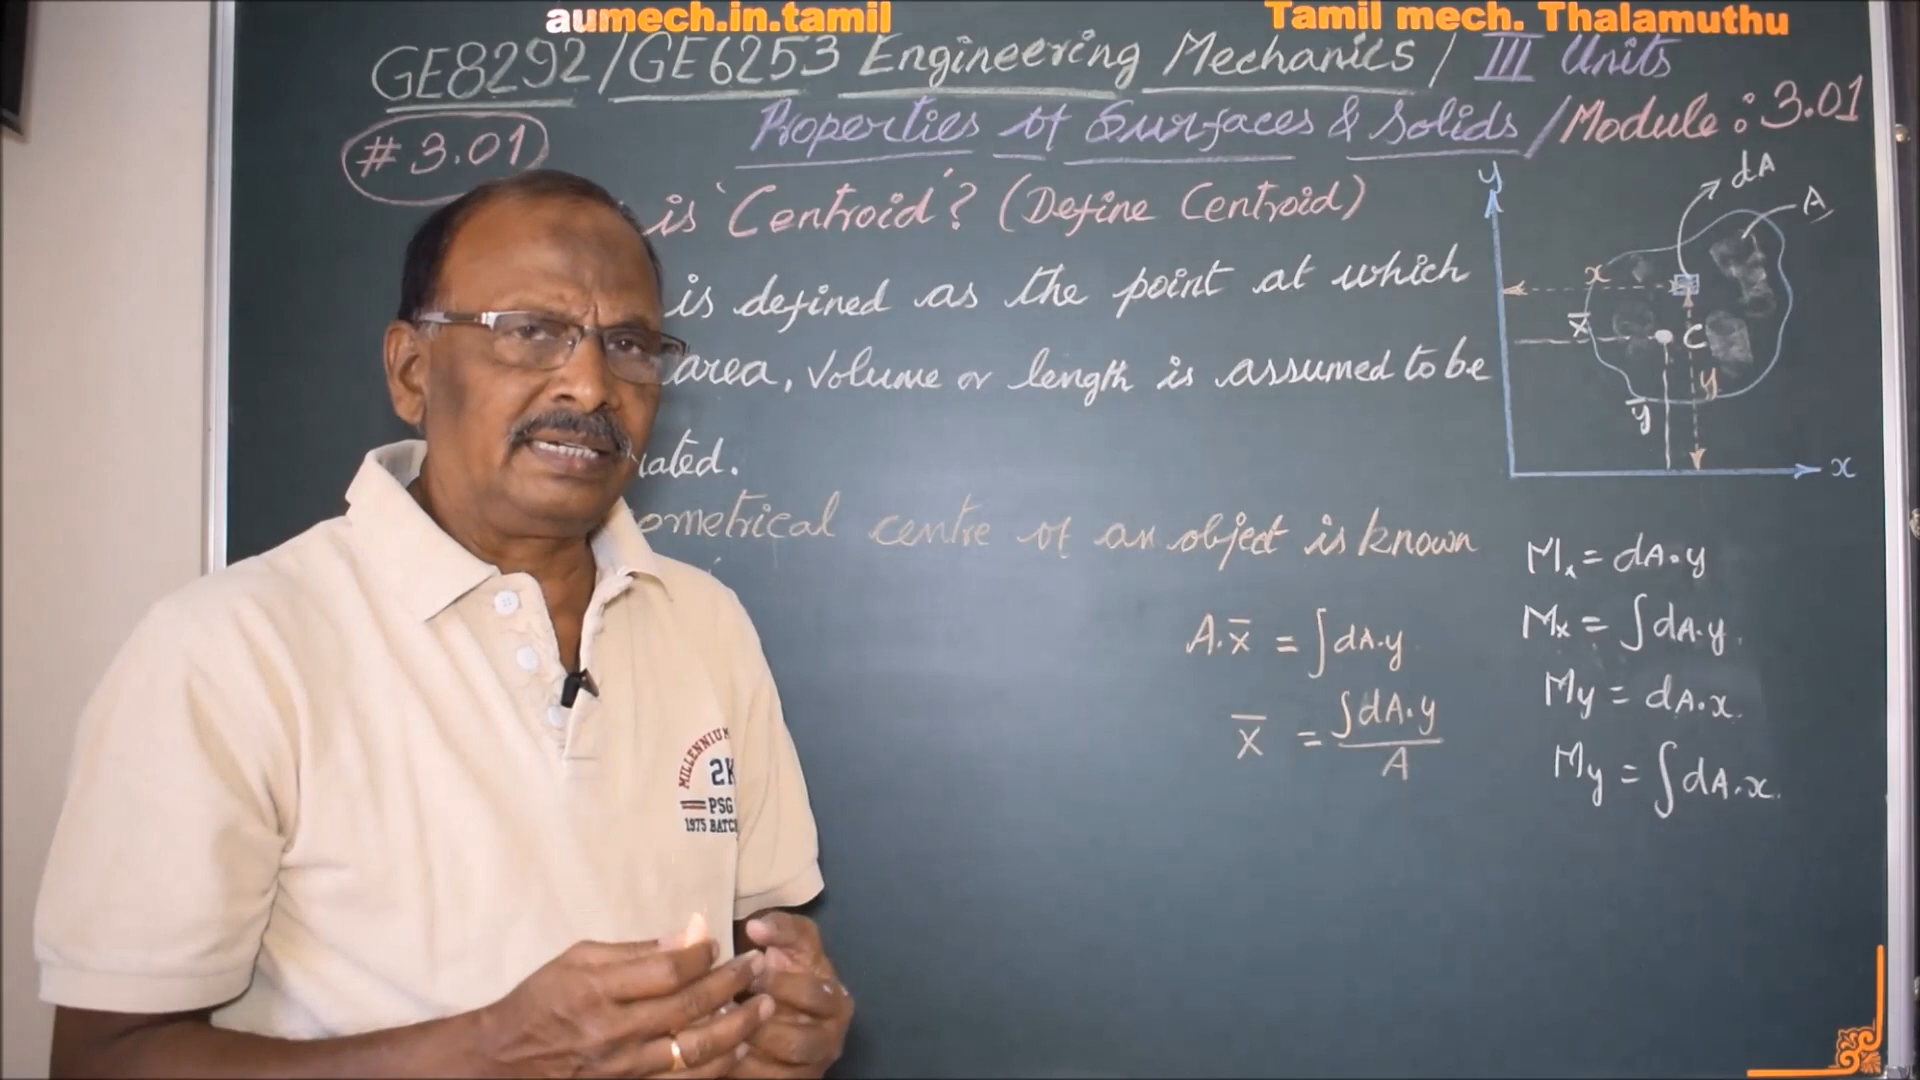 aumech.in.tamil
Tamil mech. Thalamuthu
GE8292/GE6253 Engineering Mechanics/ III Units
# 3.01
Properties of Surfaces & Solids/Module: 3.01
is 'Centroid'? (Define Centroid)
is defined as the point at which
area, Volume or length is assumed to be
ated.
ometrical centre of an object is known
y
dA
A
x
x̄
C
y
ȳ
x
A.x̄ = ∫dA.y
x̄ = ∫dA.y / A
Mx = dA.y
Mx = ∫dA.y.
My = dA.x.
My = ∫dA.x.
MILLENNIUM
2K
PSG
1975 BATC